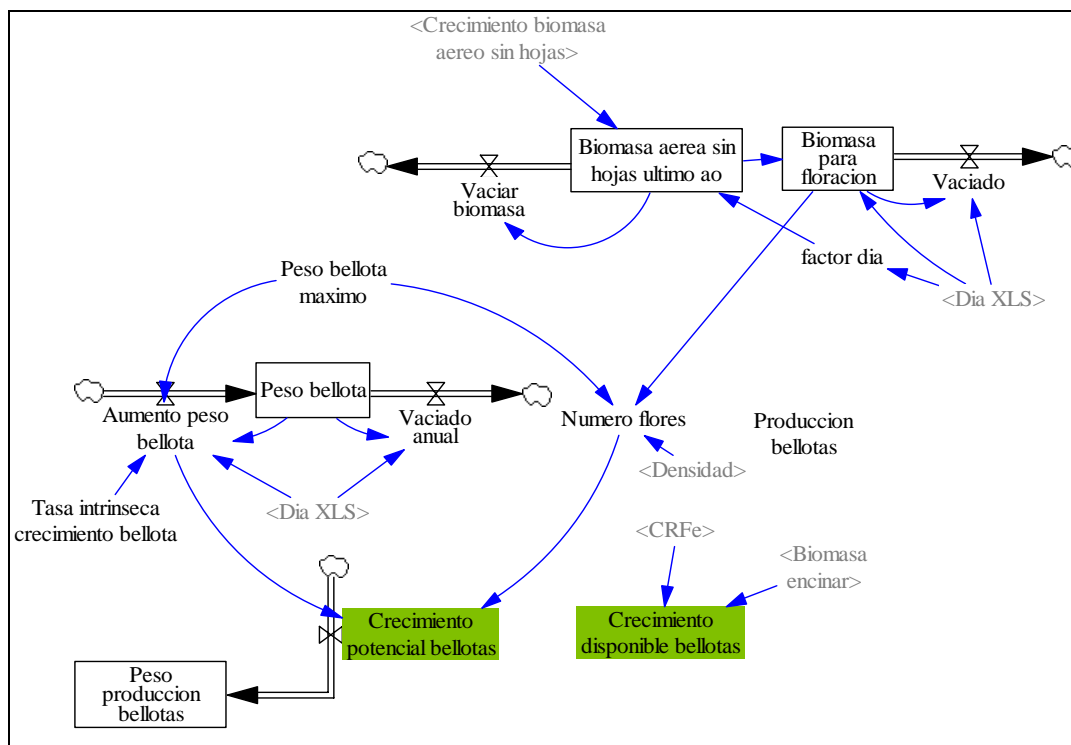 <Crecimiento biomasa
aereo sin hojas>
Biomasa aerea sin
hojas ultimo ao
Biomasa
para
floracion
Vaciar
biomasa
Vaciado
factor dia
<Dia XLS>
Peso bellota
maximo
Peso bellota
Aumento peso
bellota
Vaciado
anual
Numero flores
Produccion
bellotas
<Densidad>
Tasa intrinseca
crecimiento bellota
<Dia XLS>
<CRFe>
<Biomasa
encinar>
Crecimiento
potencial bellotas
Crecimiento
disponible bellotas
Peso
produccion
bellotas